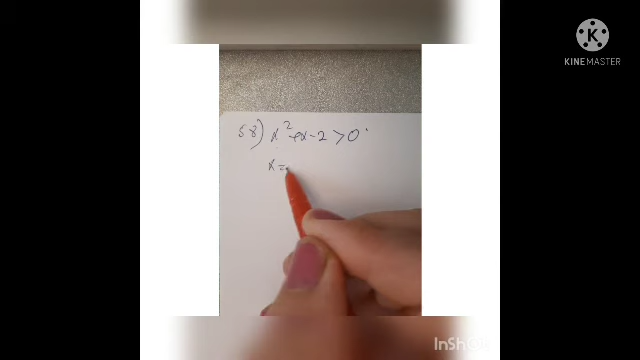 58) x² + x - 2 > 0
x =
K
KINEMASTER
InShOt